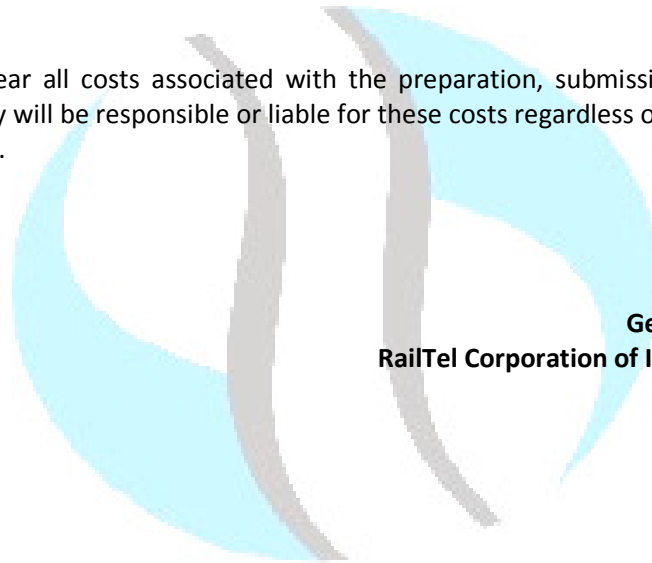 ear all costs associated with the preparation, submissi
y will be responsible or liable for these costs regardless o
.
Ge
RailTel Corporation of I